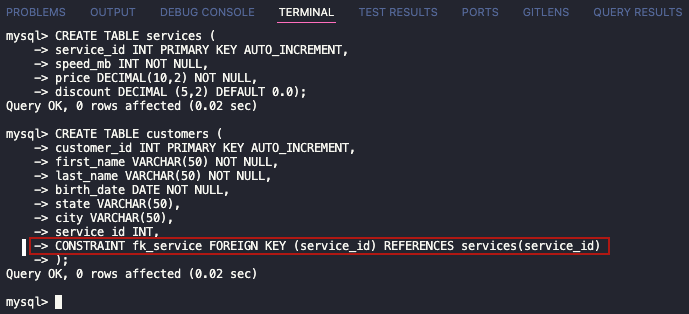 PROBLEMS OUTPUT DEBUG CONSOLE TERMINAL TEST RESULTS PORTS GITLENS QUERY RESULTS
mysql> CREATE TABLE services (
-> service_id INT PRIMARY KEY AUTO_INCREMENT,
-> speed_mb INT NOT NULL,
-> price DECIMAL(10,2) NOT NULL,
-> discount DECIMAL (5,2) DEFAULT 0.0);
Query OK, 0 rows affected (0.02 sec)
mysql> CREATE TABLE customers (
-> customer_id INT PRIMARY KEY AUTO_INCREMENT,
-> first_name VARCHAR(50) NOT NULL,
-> last_name VARCHAR(50) NOT NULL,
-> birth_date DATE NOT NULL,
-> state VARCHAR(50),
-> city VARCHAR(50),
-> service_id INT,
-> CONSTRAINT fk_service FOREIGN KEY (service_id) REFERENCES services(service_id)
-> );
Query OK, 0 rows affected (0.02 sec)
mysql>